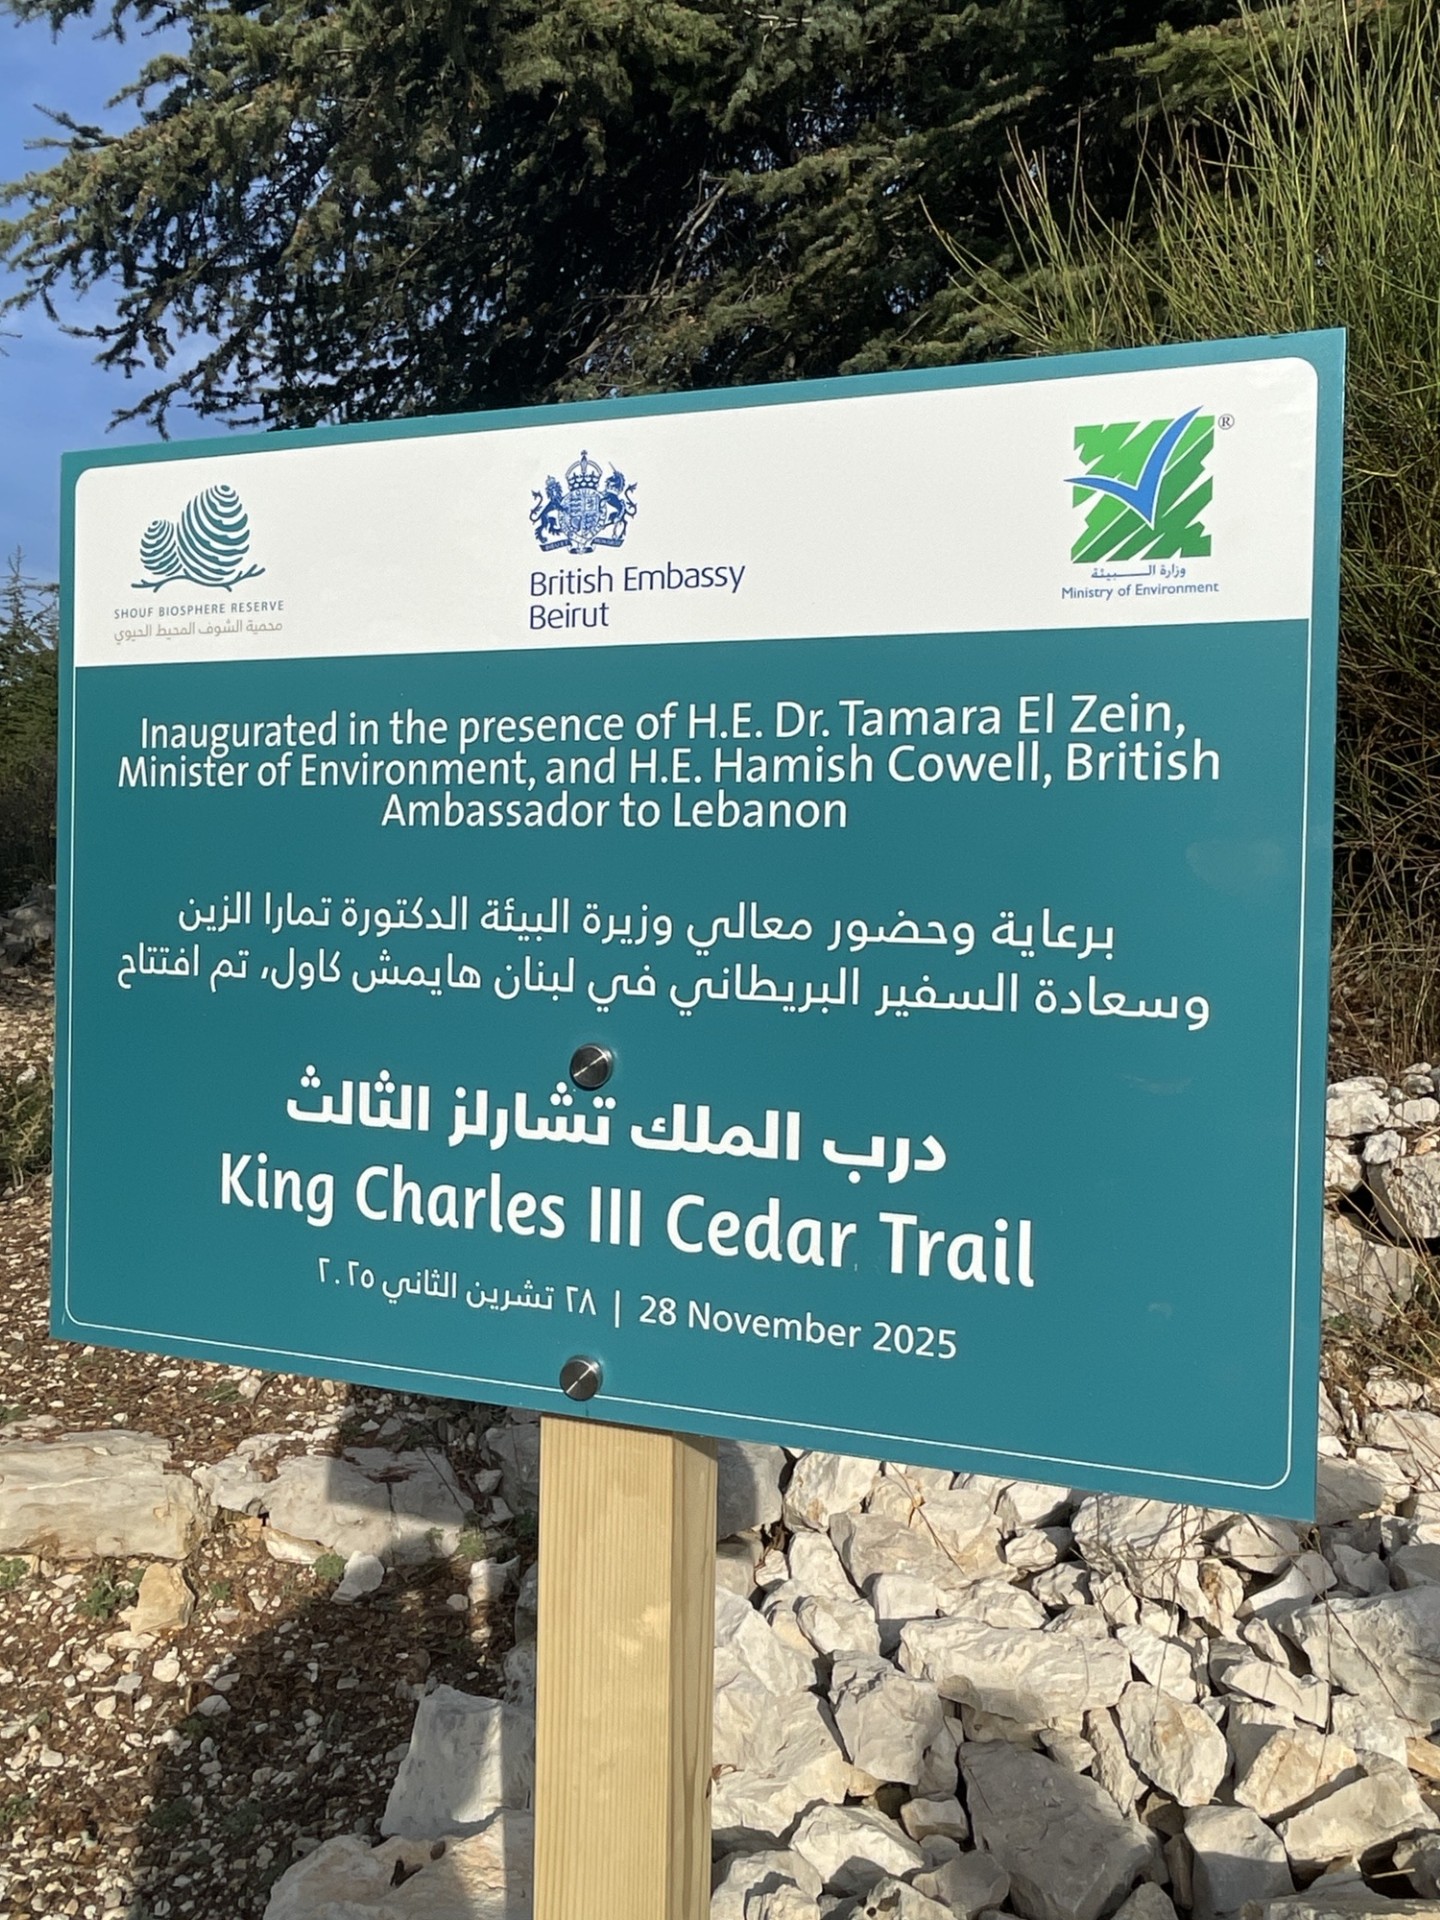 SHOUF BIOSPHERE RESERVE
محمية الشوف المحيط الحيوي
British Embassy
Beirut
®
وزارة البيئة
Ministry of Environment
Inaugurated in the presence of H.E. Dr. Tamara El Zein,
Minister of Environment, and H.E. Hamish Cowell, British
Ambassador to Lebanon
برعاية وحضور معالي وزيرة البيئة الدكتورة تمارا الزين
وسعادة السفير البريطاني في لبنان هايمش كاول، تم افتتاح
درب الملك تشارلز الثالث
King Charles III Cedar Trail
٢٨ تشرين الثاني ٢٠٢٥ | 28 November 2025